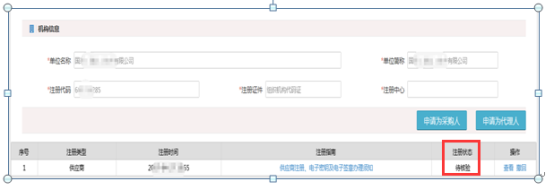 机构信息
*单位名称 国 技有限公司 *单位简称 技有限公司
*注册代码 05 *注册证件 组织机构代码证 *注册中心
申请为采购人 申请为代理人
序号 注册类型 注册时间 注册指南 注册状态 操作
1 供应商 20 55 供应商注册、电子密钥及电子签章办理须知 待核验 查看 撤回